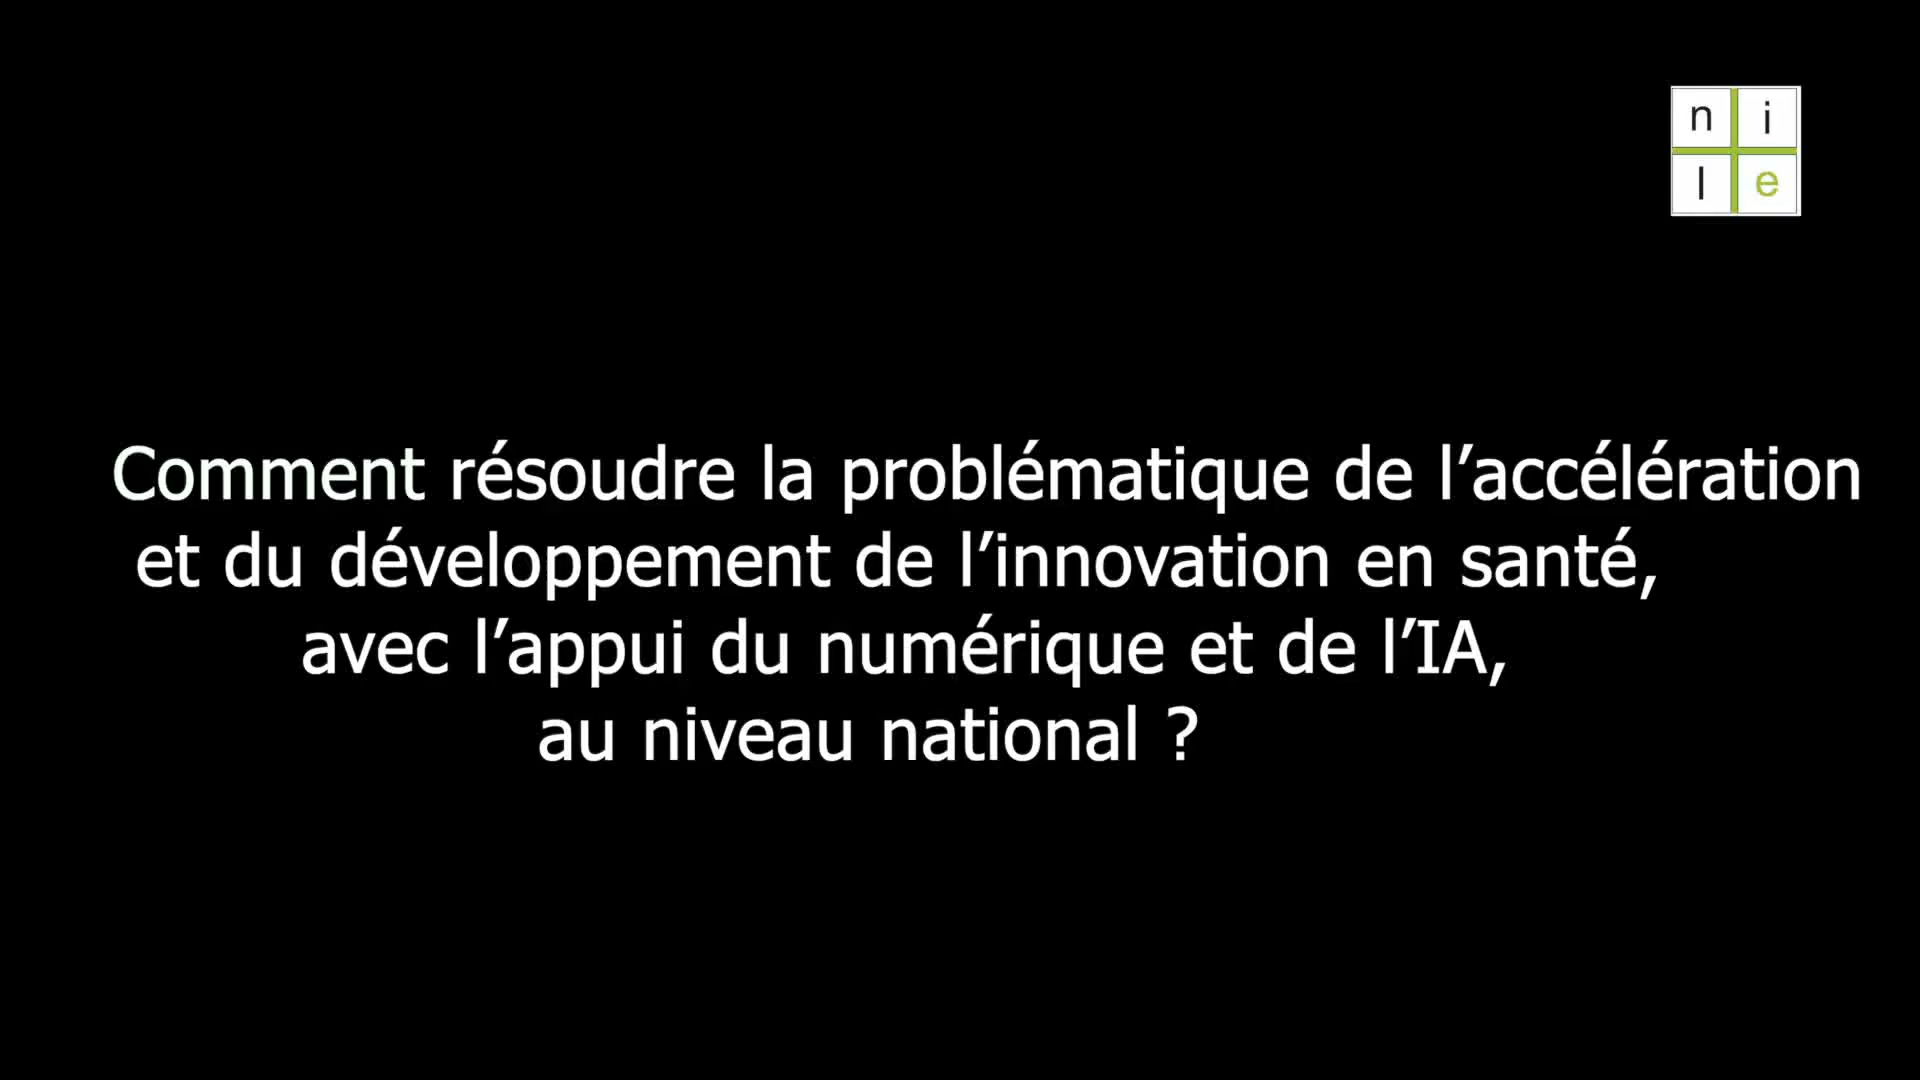 n i
l e
Comment résoudre la problématique de l’accélération
et du développement de l’innovation en santé,
avec l’appui du numérique et de l’IA,
au niveau national ?